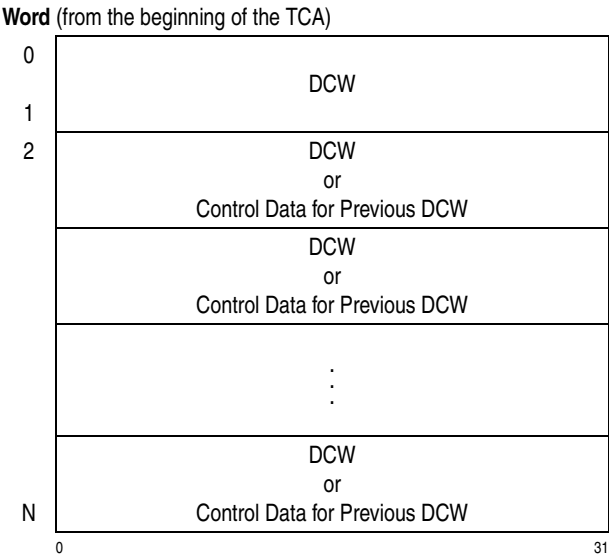 Word (from the beginning of the TCA)
0
DCW
1
2
DCW
or
Control Data for Previous DCW
DCW
or
Control Data for Previous DCW
.
.
.
DCW
or
N
Control Data for Previous DCW
0
31